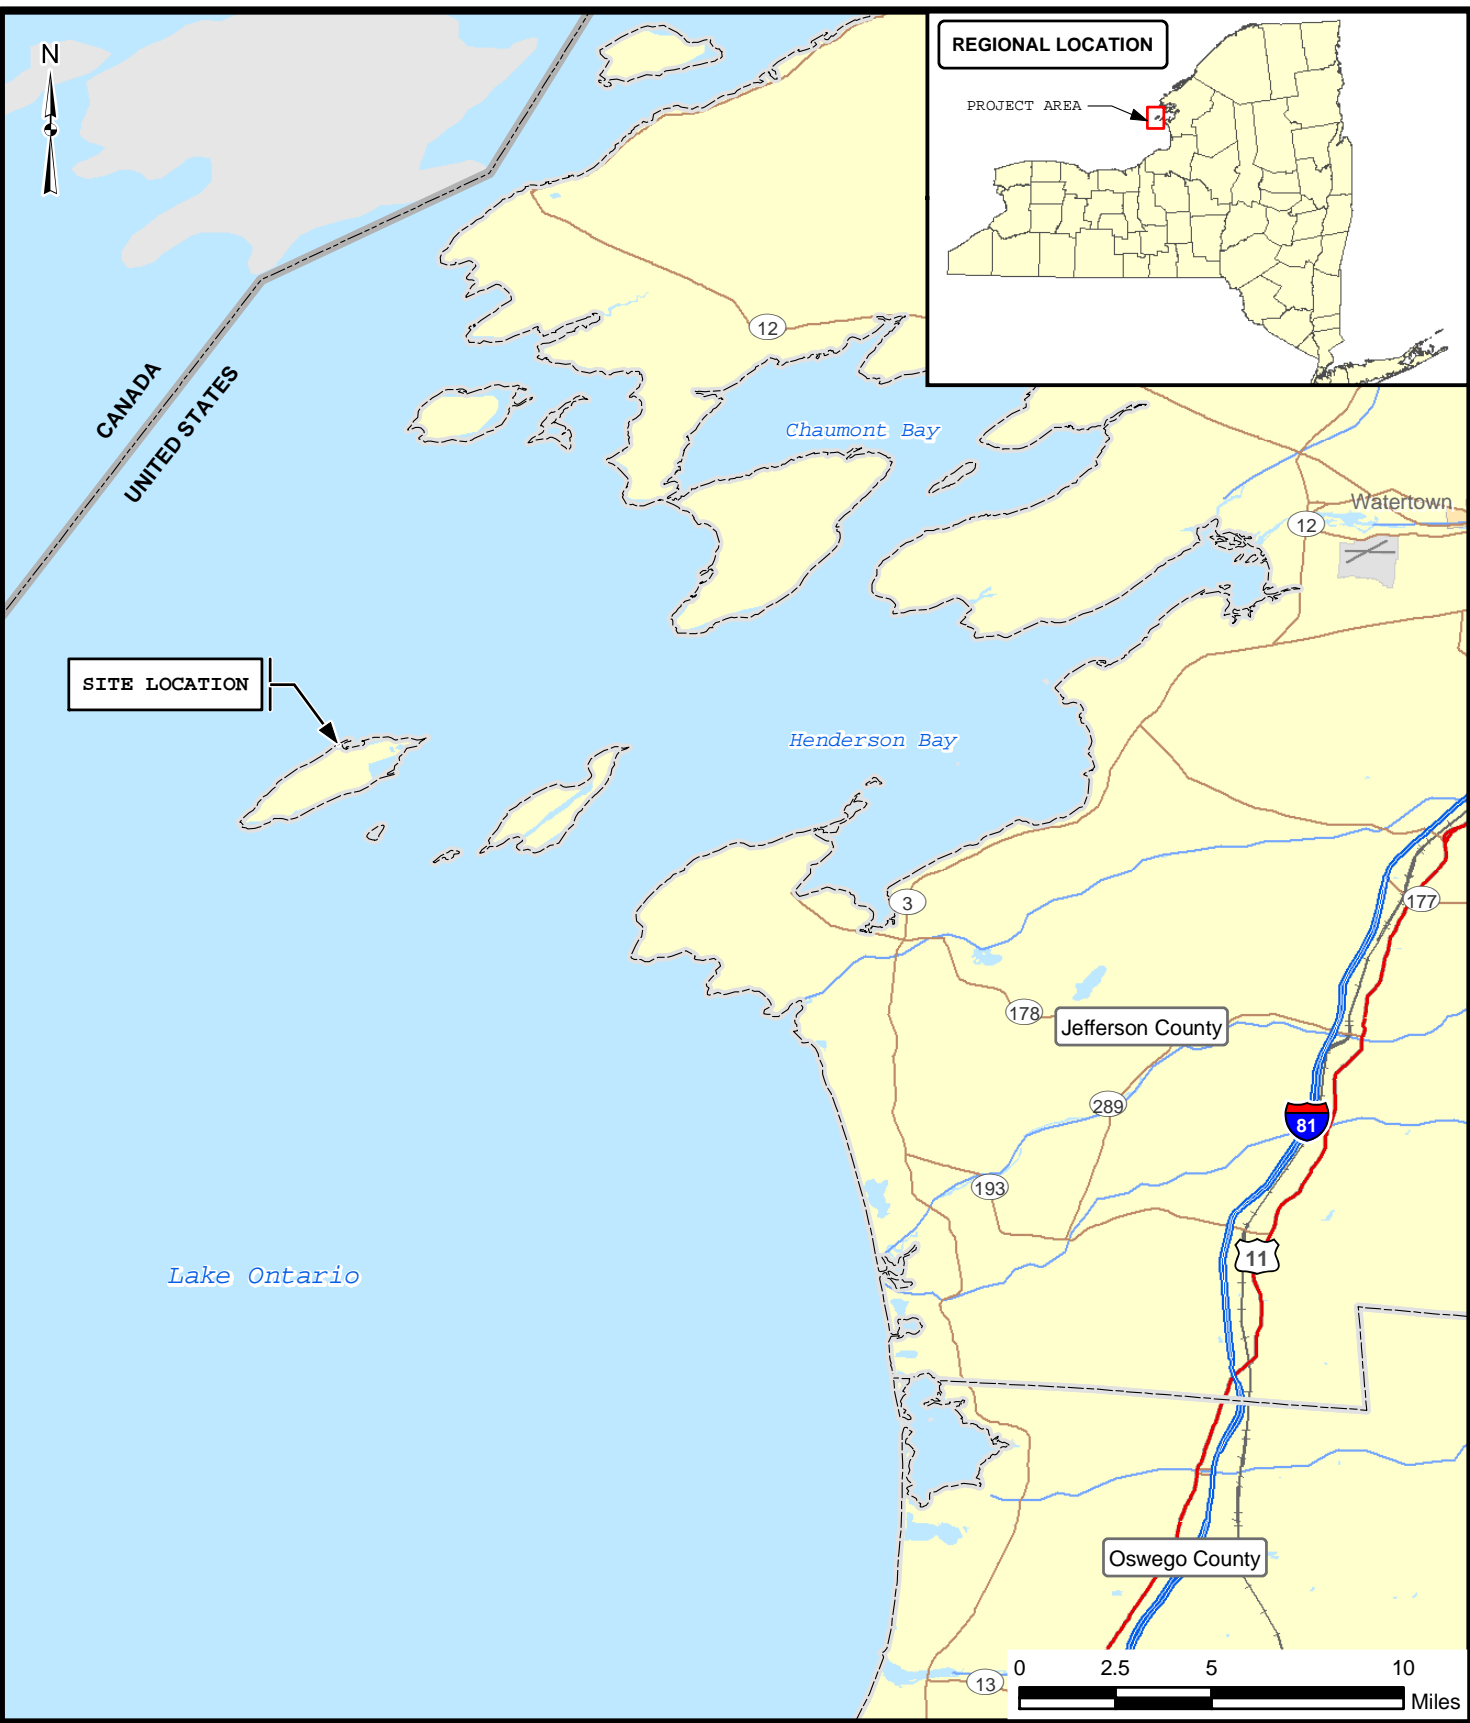 N
REGIONAL LOCATION
PROJECT AREA
CANADA
UNITED STATES
12
Chaumont Bay
Watertown
12
SITE LOCATION
Henderson Bay
3
177
178
Jefferson County
289
81
193
11
Lake Ontario
Oswego County
13
0 2.5 5 10
Miles